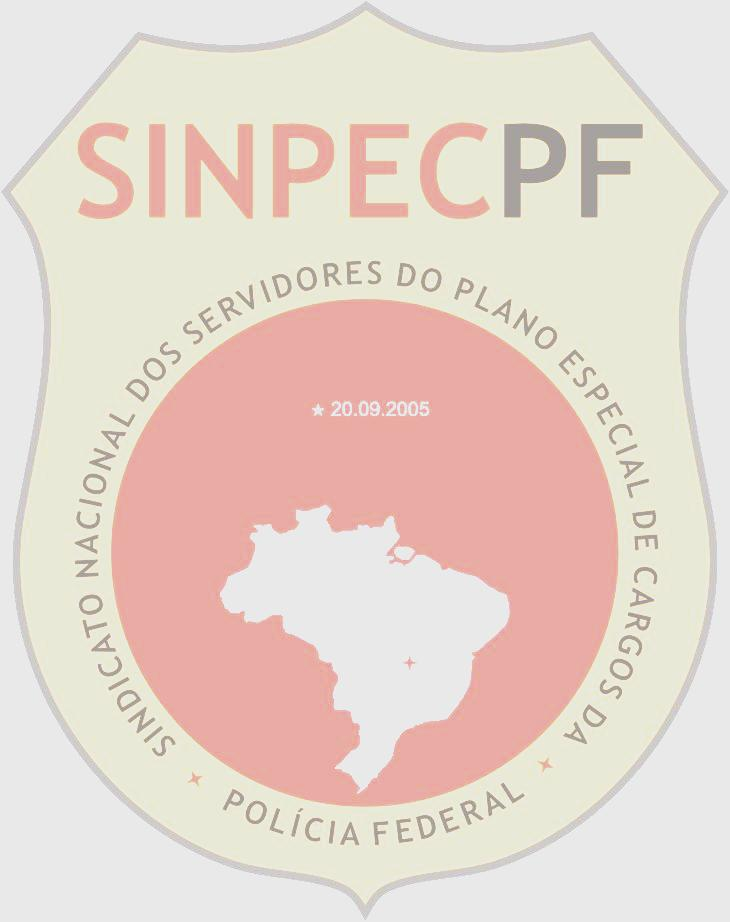 SINPECPF
SINDICATO NACIONAL DOS SERVIDORES DO PLANO ESPECIAL DE CARGOS DA
POLÍCIA FEDERAL
★ 20.09.2005